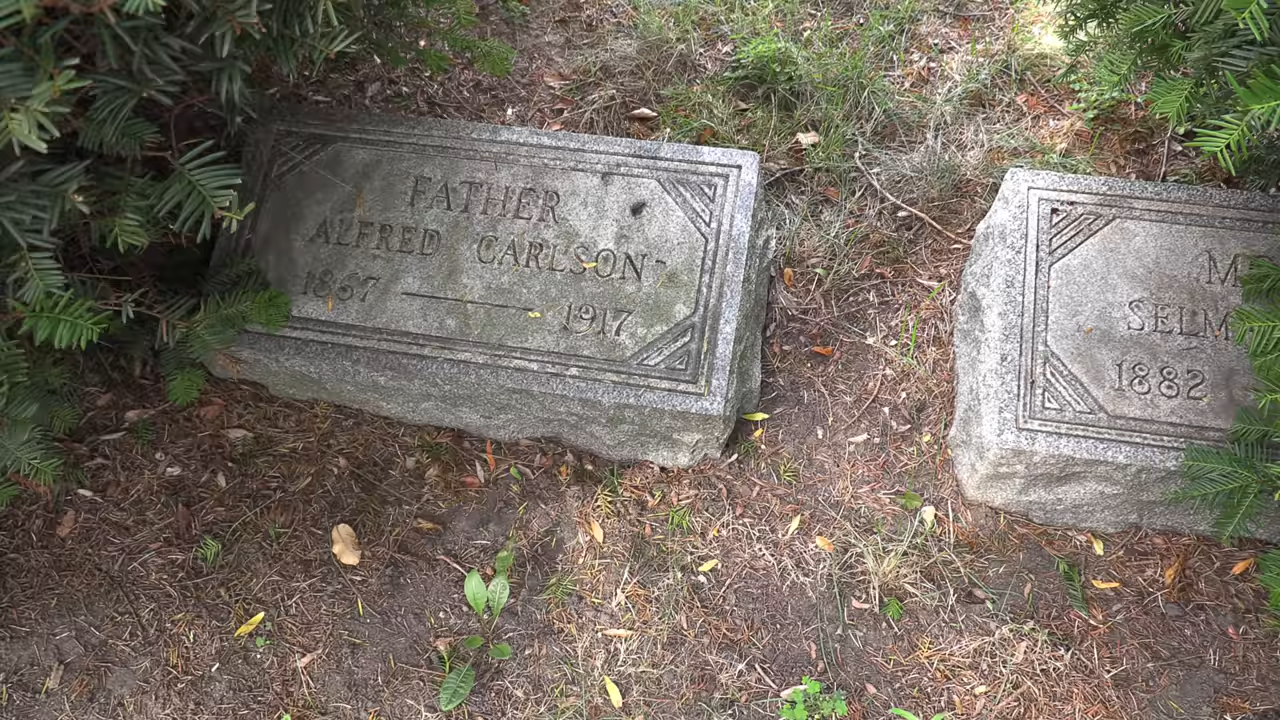 FATHER
ALFRED CARLSON
1867 — 1917
SELM
1882